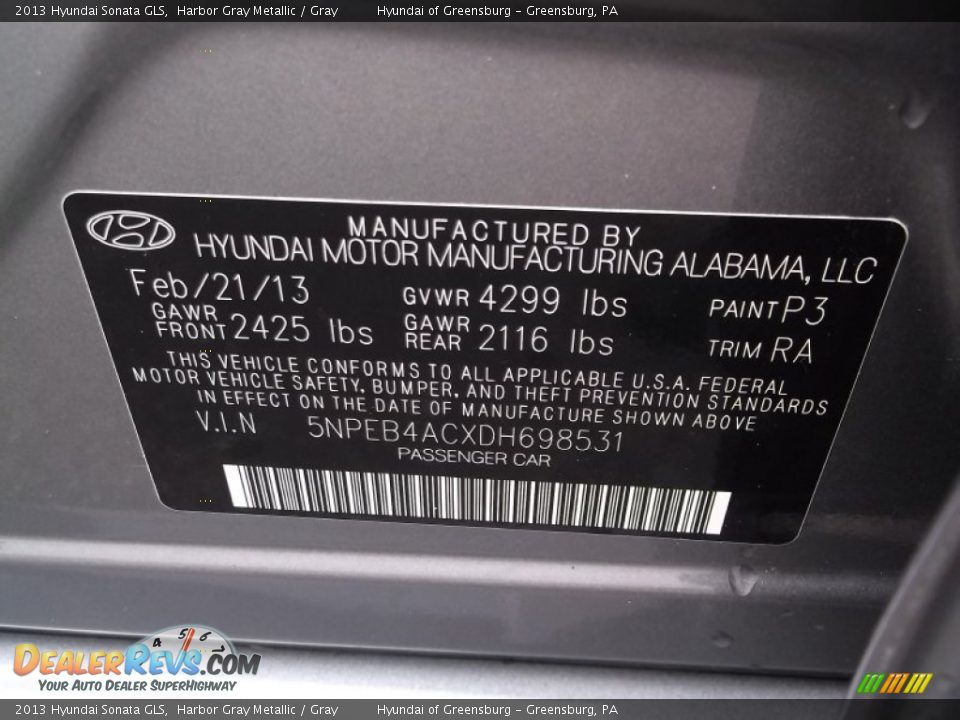 2013 Hyundai Sonata GLS, Harbor Gray Metallic / Gray Hyundai of Greensburg - Greensburg, PA
MANUFACTURED BY
HYUNDAI MOTOR MANUFACTURING ALABAMA, LLC
Feb/21/13 GVWR 4299 lbs PAINT P3
GAWR FRONT 2425 lbs GAWR REAR 2116 lbs TRIM RA
THIS VEHICLE CONFORMS TO ALL APPLICABLE U.S.A. FEDERAL
MOTOR VEHICLE SAFETY, BUMPER, AND THEFT PREVENTION STANDARDS
IN EFFECT ON THE DATE OF MANUFACTURE SHOWN ABOVE
V.I.N 5NPEB4ACXDH698531
PASSENGER CAR
4 5 6
DEALERREVS.COM
YOUR AUTO DEALER SUPERHIGHWAY
2013 Hyundai Sonata GLS, Harbor Gray Metallic / Gray Hyundai of Greensburg - Greensburg, PA